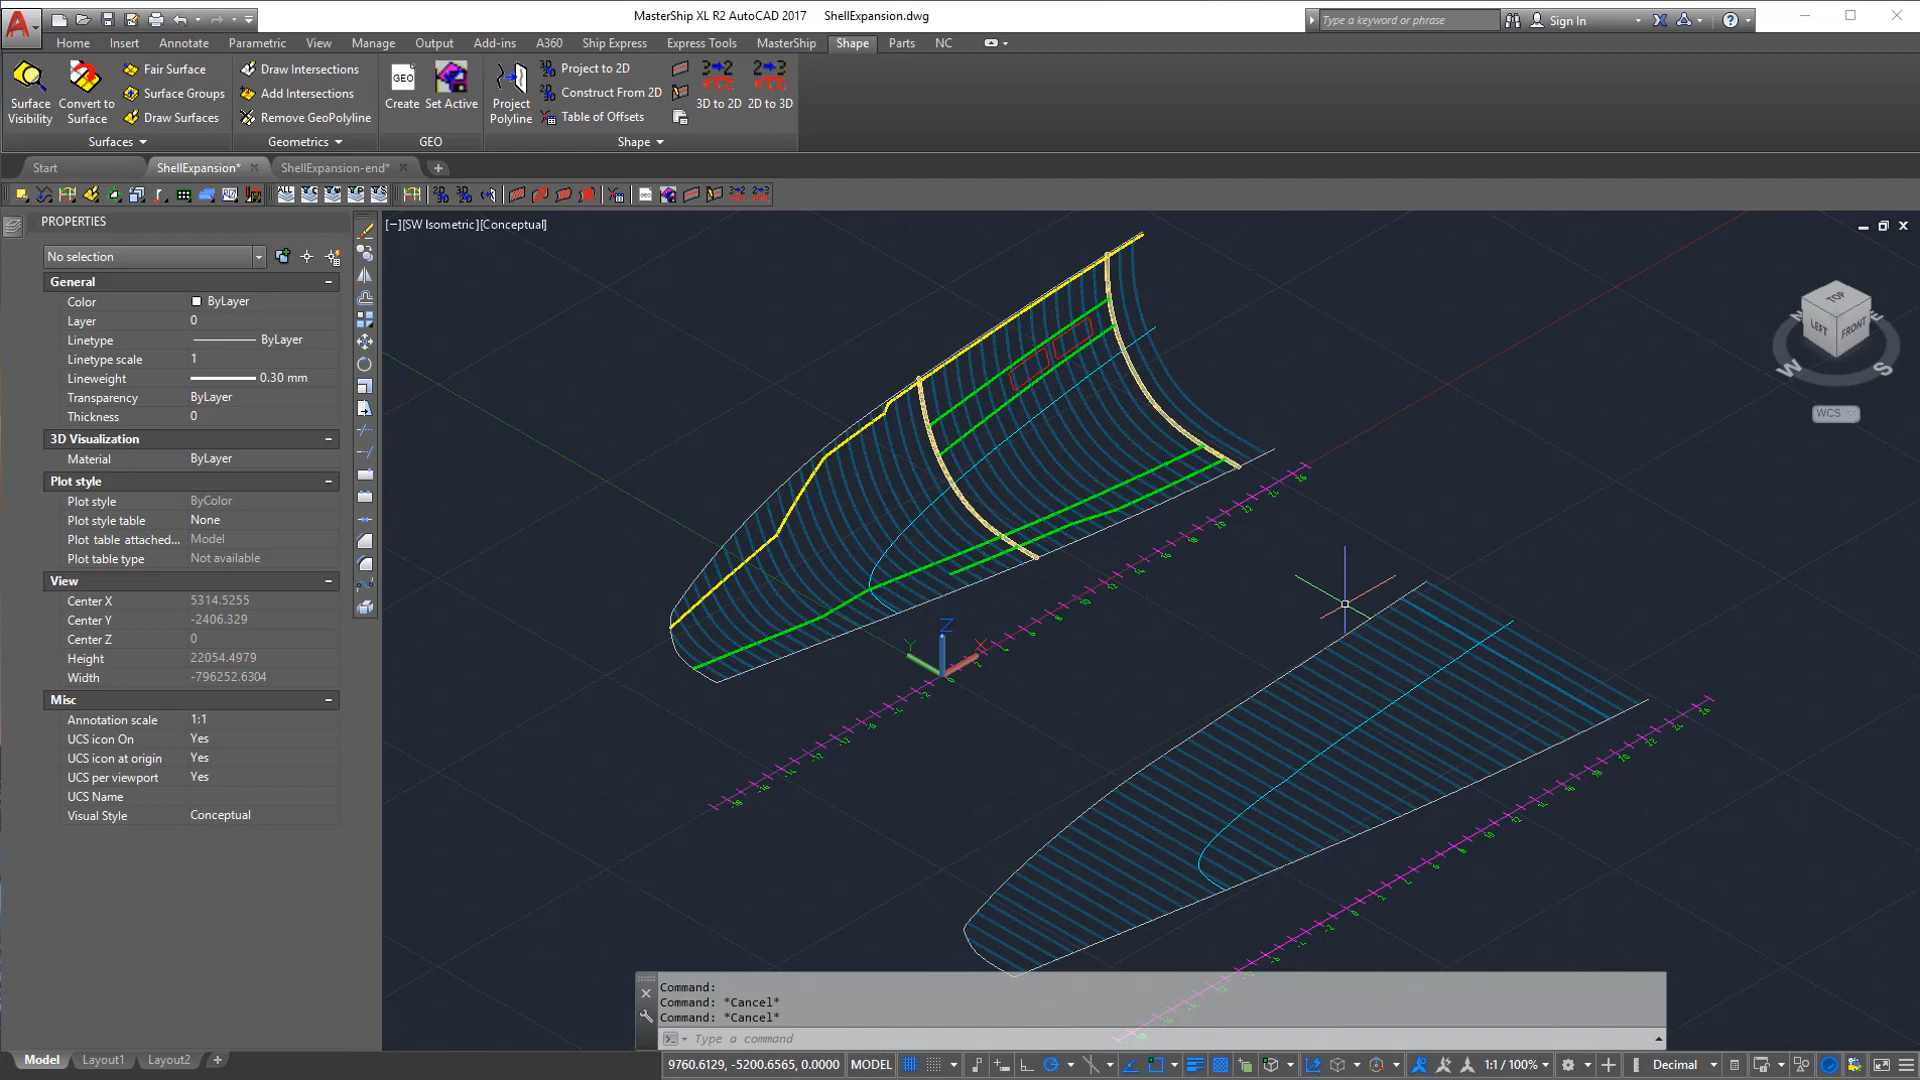 MasterShip XL R2 AutoCAD 2017 ShellExpansion.dwg
Type a keyword or phrase
Sign In
Home Insert Annotate Parametric View Manage Output Add-ins A360 Ship Express Express Tools MasterShip Shape Parts NC
Surface Visibility
Convert to Surface
Fair Surface
Surface Groups
Draw Surfaces
Surfaces
Draw Intersections
Add Intersections
Remove GeoPolyline
Geometrics
GEO
Create
Set Active
GEO
Project Polyline
Project to 2D
Construct From 2D
Table of Offsets
3D to 2D
2D to 3D
Shape
Start
ShellExpansion*
ShellExpansion-end*
PROPERTIES
No selection
General
Color ByLayer
Layer 0
Linetype ByLayer
Linetype scale 1
Lineweight 0.30 mm
Transparency ByLayer
Thickness 0
3D Visualization
Material ByLayer
Plot style
Plot style ByColor
Plot style table None
Plot table attached... Model
Plot table type Not available
View
Center X 5314.5255
Center Y -2406.329
Center Z 0
Height 22054.4979
Width -796252.6304
Misc
Annotation scale 1:1
UCS icon On Yes
UCS icon at origin Yes
UCS per viewport Yes
UCS Name
Visual Style Conceptual
[−][SW Isometric][Conceptual]
TOP
LEFT
FRONT
W
S
WCS
Z
Y
X
Command:
Command: *Cancel*
Command: *Cancel*
Type a command
Model Layout1 Layout2
9760.6129, -5200.6565, 0.0000 MODEL
1:1 / 100%
Decimal